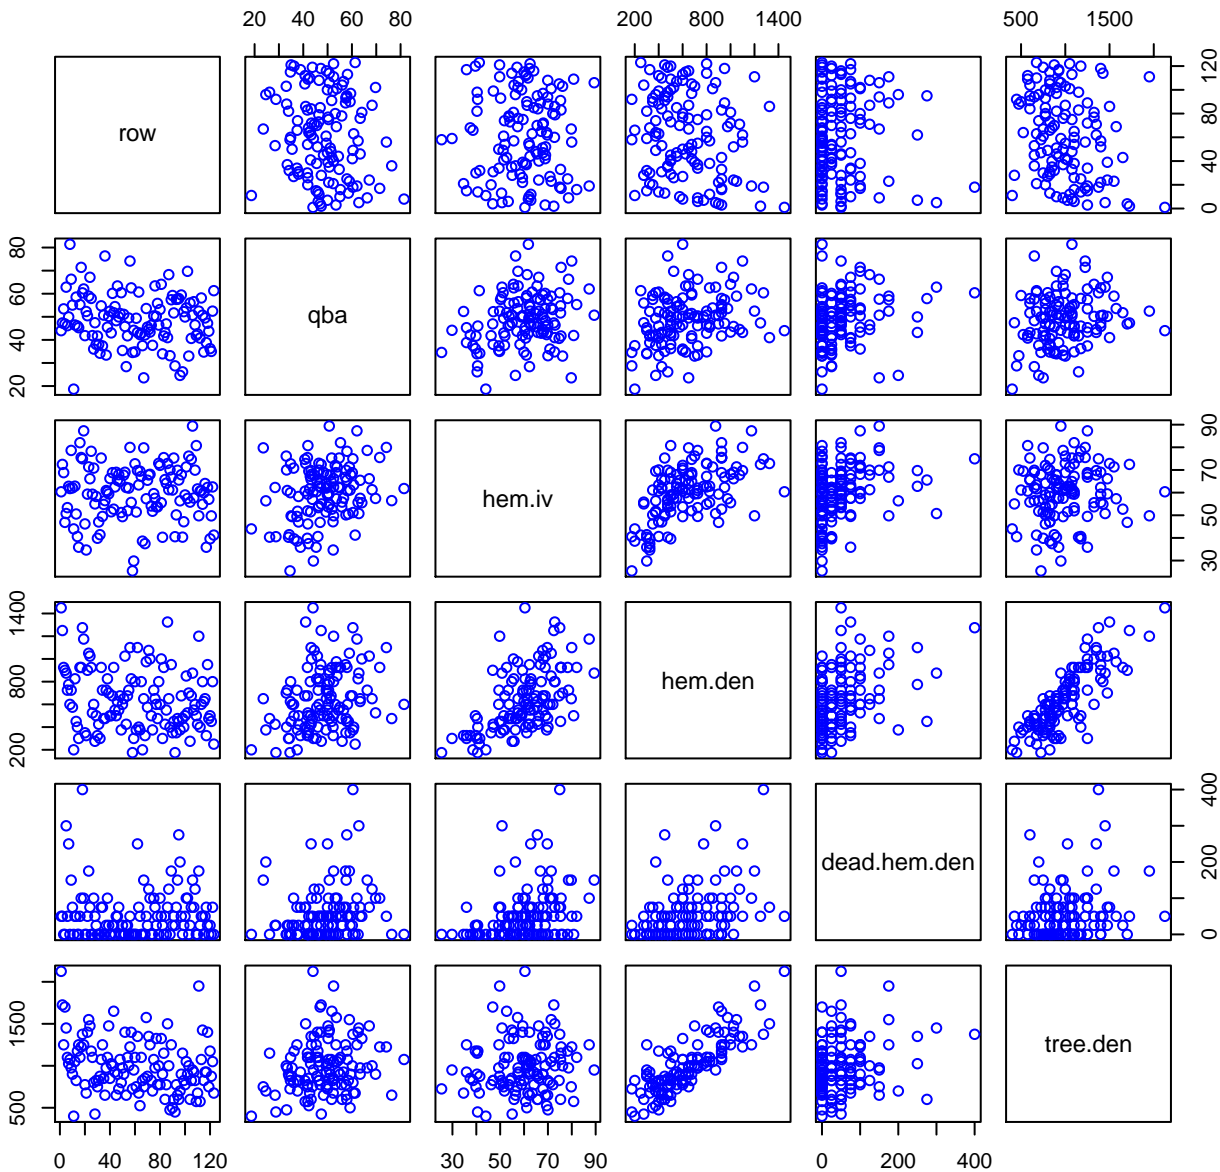 20 40 60 80 200 800 1400 500 1500
row 0 40 80 120
20 40 60 80 qba
hem.iv 30 50 70 90
200 800 1400 hem.den
dead.hem.den 0 200 400
500 1500 tree.den
0 40 80 120 30 50 70 90 0 200 400